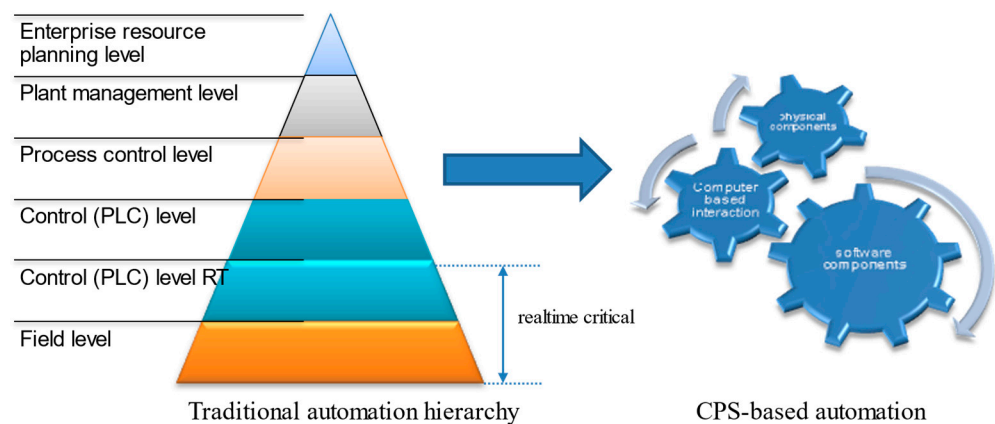 Enterprise resource
planning level
Plant management level
Process control level
Control (PLC) level
Control (PLC) level RT
Field level
realtime critical
Traditional automation hierarchy
physical
components
Computer
based
interaction
software
components
CPS-based automation